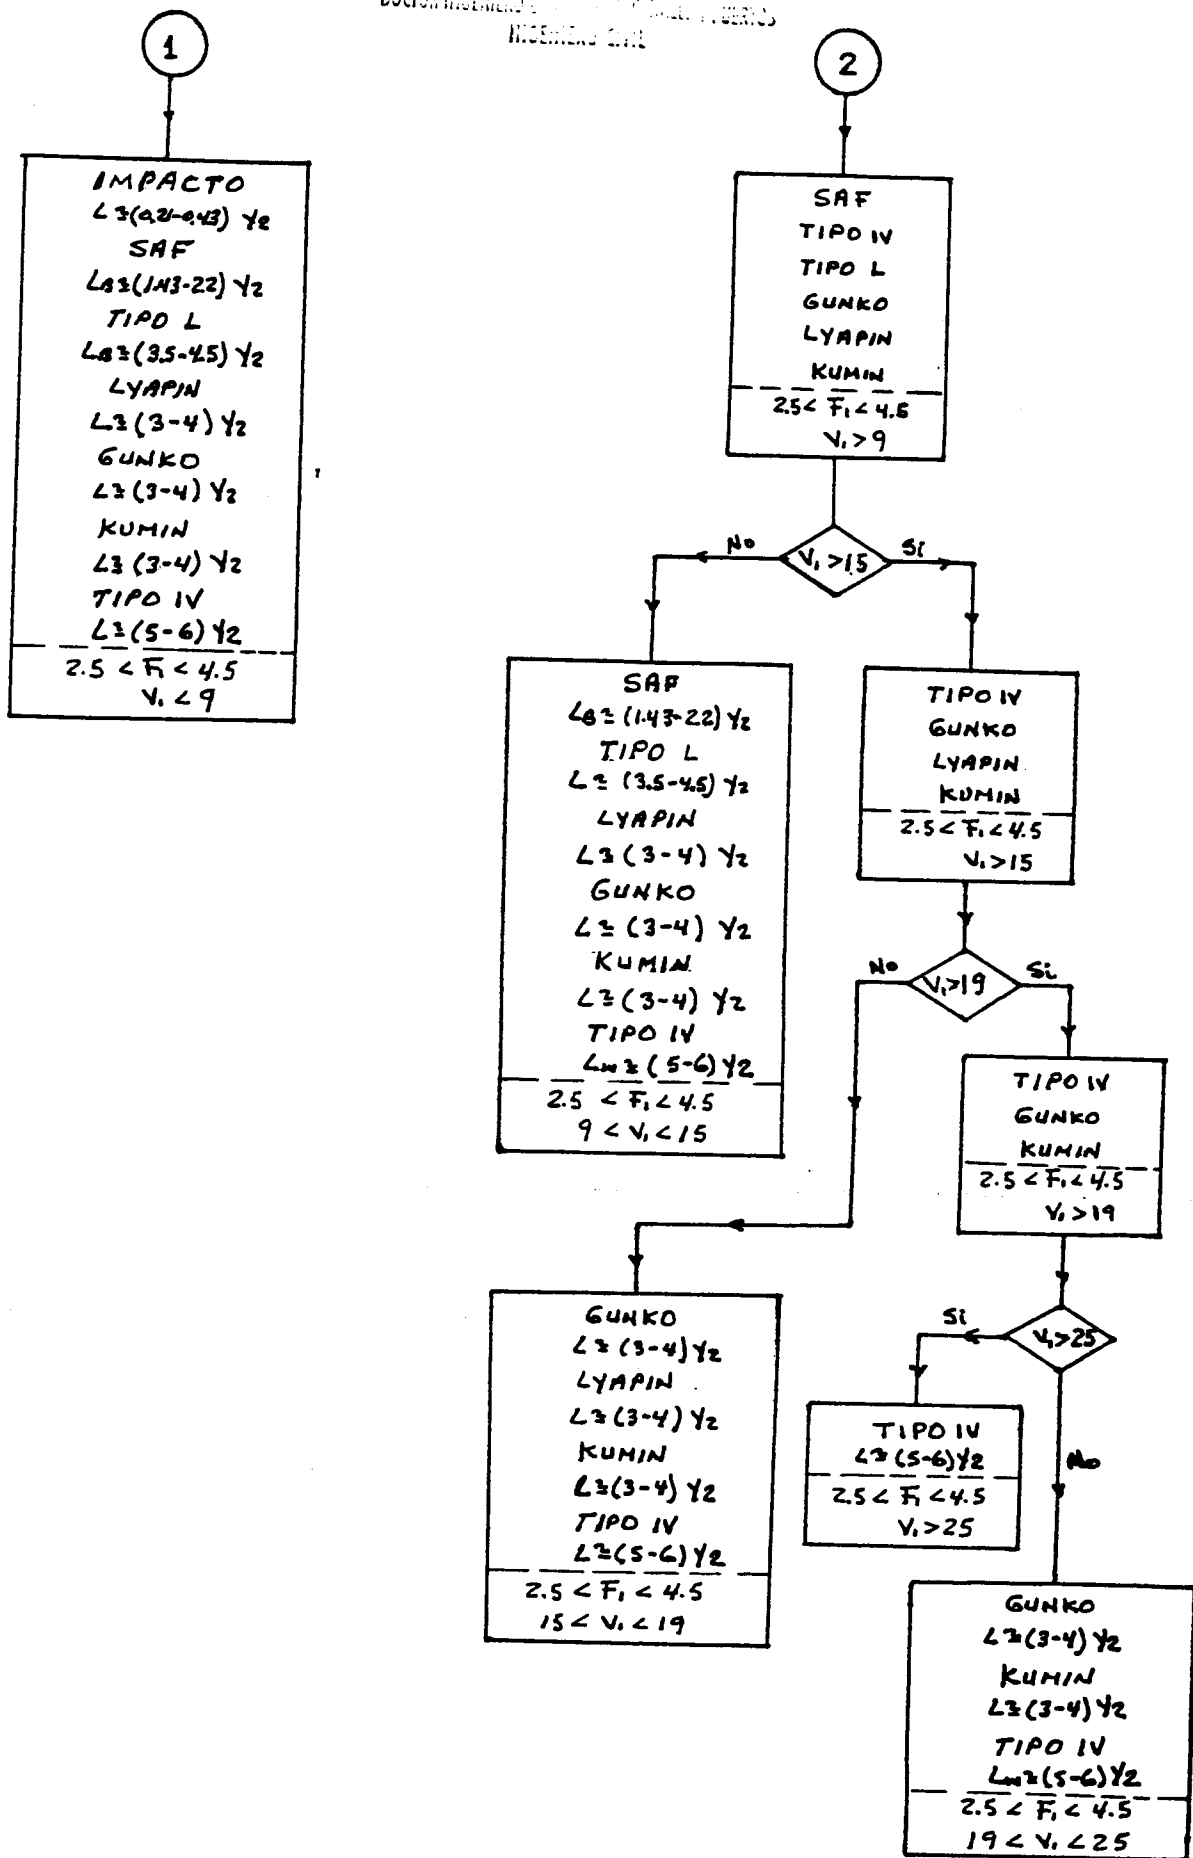 INGENIERO CIVIL
1
IMPACTO
L≅(0.21-0.43) Y2
SAF
LB≅(1.43-2.2) Y2
TIPO L
LB≅(3.5-4.5) Y2
LYAPIN
L≅(3-4) Y2
GUNKO
L≅(3-4) Y2
KUMIN
L≅(3-4) Y2
TIPO IV
L≅(5-6) Y2
2.5 < F1 < 4.5
V1 < 9
2
SAF
TIPO IV
TIPO L
GUNKO
LYAPIN
KUMIN
2.5 < F1 < 4.5
V1 > 9
No
V1 > 15
Si
SAF
LB≅(1.43-2.2) Y2
TIPO L
L≅(3.5-4.5) Y2
LYAPIN
L≅(3-4) Y2
GUNKO
L≅(3-4) Y2
KUMIN
L≅(3-4) Y2
TIPO IV
LIV≅(5-6) Y2
2.5 < F1 < 4.5
9 < V1 < 15
TIPO IV
GUNKO
LYAPIN
KUMIN
2.5 < F1 < 4.5
V1 > 15
No
V1 > 19
Si
TIPO IV
GUNKO
KUMIN
2.5 < F1 < 4.5
V1 > 19
GUNKO
L≅(3-4) Y2
LYAPIN
L≅(3-4) Y2
KUMIN
L≅(3-4) Y2
TIPO IV
L≅(5-6) Y2
2.5 < F1 < 4.5
15 < V1 < 19
Si
V1 > 25
No
TIPO IV
L≅(5-6) Y2
2.5 < F1 < 4.5
V1 > 25
GUNKO
L≅(3-4) Y2
KUMIN
L≅(3-4) Y2
TIPO IV
LIV≅(5-6) Y2
2.5 < F1 < 4.5
19 < V1 < 25